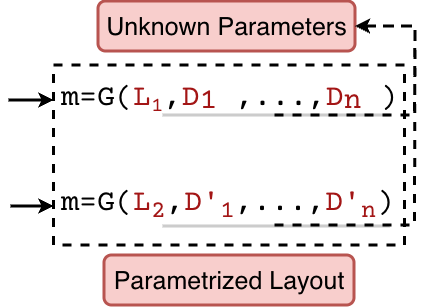 Unknown Parameters
m=G(L₁,D1 ,...,Dn )
m=G(L₂,D'₁,...,D'ₙ)
Parametrized Layout